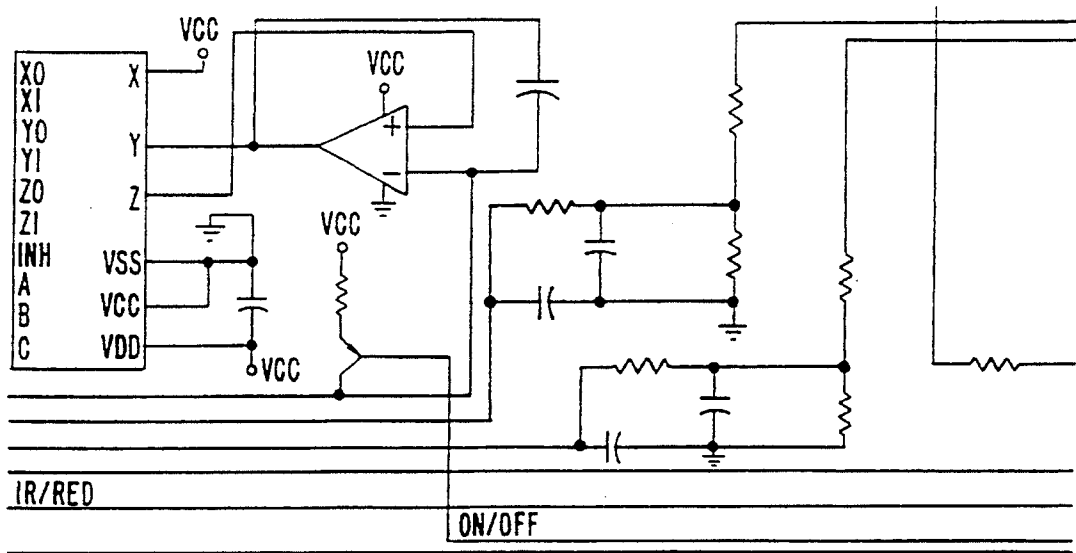 VCC
X0
X1
Y0
Y1
Z0
Z1
INH
A
B
C
X
Y
Z
VSS
VCC
VDD
VCC
+
−
VCC
VCC
IR/RED
ON/OFF